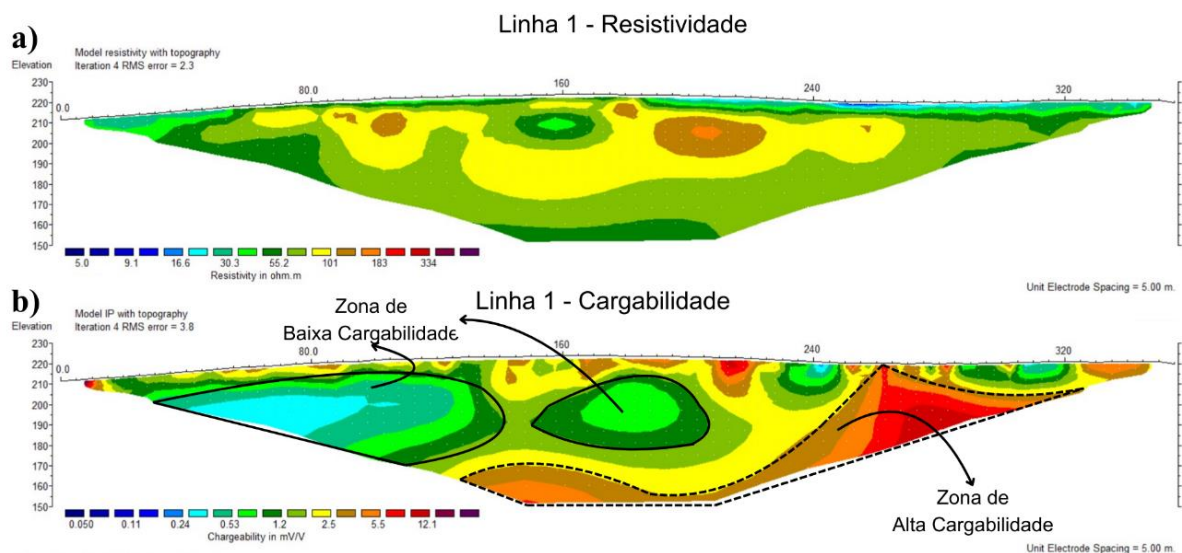 Linha 1 - Resistividade
a)
Model resistivity with topography
Iteration 4 RMS error = 2.3
Elevation
230
220
210
200
190
180
170
160
150
0.0
80.0
160
240
320
5.0 9.1 16.6 30.3 55.2 101 183 334
Resistivity in ohm.m
Unit Electrode Spacing = 5.00 m.
b)
Linha 1 - Cargabilidade
Model IP with topography
Iteration 4 RMS error = 3.8
Zona de
Baixa Cargabilidade
Elevation
230
220
210
200
190
180
170
160
150
0.0
80.0
160
240
320
0.050 0.11 0.24 0.53 1.2 2.5 5.5 12.1
Chargeability in mV/V
Zona de
Alta Cargabilidade
Unit Electrode Spacing = 5.00 m.